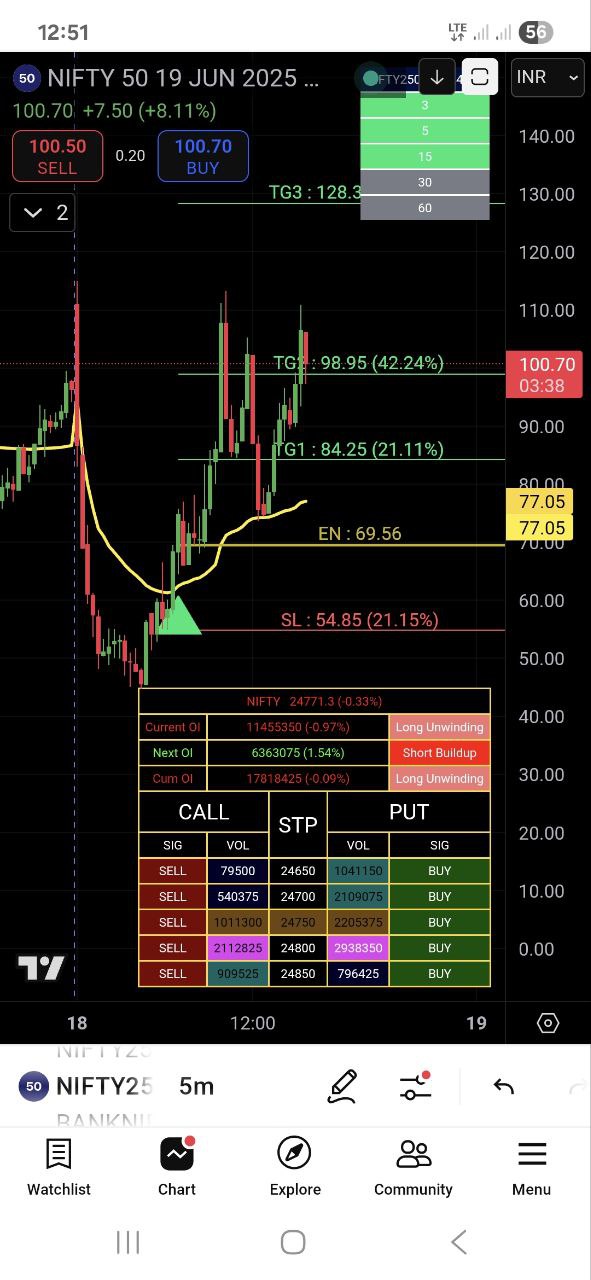 12:51 LTE 56
50 NIFTY 50 19 JUN 2025 ... INR
100.70 +7.50 (+8.11%)
100.50 SELL 0.20 100.70 BUY
2
3
5
15
30
60
TG3 : 128.3
TG2 : 98.95 (42.24%)
TG1 : 84.25 (21.11%)
EN : 69.56
SL : 54.85 (21.15%)
140.00
130.00
120.00
110.00
100.70
03:38
90.00
80.00
77.05
77.05
70.00
60.00
50.00
40.00
30.00
20.00
10.00
0.00
NIFTY 24771.3 (-0.33%)
Current OI 11455350 (-0.97%) Long Unwinding
Next OI 6363075 (1.54%) Short Buildup
Cum OI 17818425 (-0.09%) Long Unwinding
CALL STP PUT
SIG VOL VOL SIG
SELL 79500 24650 1041150 BUY
SELL 540375 24700 2109075 BUY
SELL 1011300 24750 2205375 BUY
SELL 2112825 24800 2938350 BUY
SELL 909525 24850 796425 BUY
18 12:00 19
50 NIFTY25 5m
Watchlist Chart Explore Community Menu